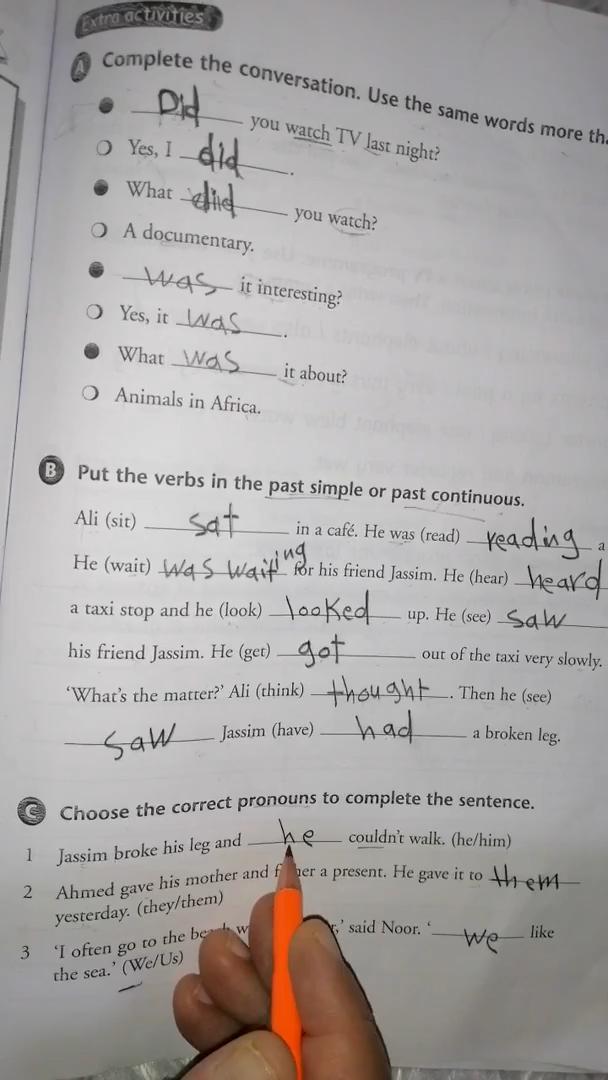 Extra activities
A Complete the conversation. Use the same words more
Did you watch TV last night?
Yes, I did.
What did you watch?
A documentary.
was it interesting?
Yes, it was.
What was it about?
Animals in Africa.
B Put the verbs in the past simple or past continuous.
Ali (sit) sat in a café. He was (read) reading a
He (wait) was waiting for his friend Jassim. He (hear) heard
a taxi stop and he (look) looked up. He (see) saw
his friend Jassim. He (get) got out of the taxi very slowly.
'What's the matter?' Ali (think) thought. Then he (see)
saw Jassim (have) had a broken leg.
C Choose the correct pronouns to complete the sentence.
1 Jassim broke his leg and he couldn't walk. (he/him)
2 Ahmed gave his mother and father a present. He gave it to them
yesterday. (they/them)
3 'I often go to the said Noor. 'we like
the sea.' (We/Us)